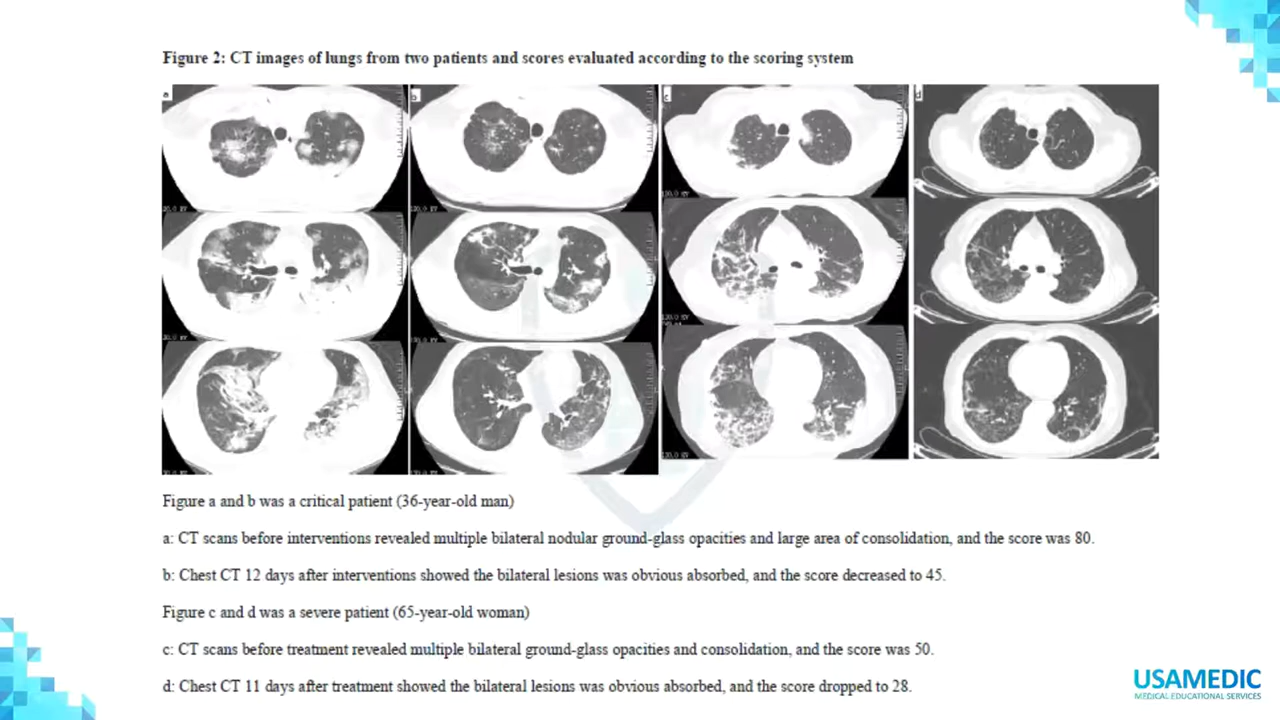 Figure 2: CT images of lungs from two patients and scores evaluated according to the scoring system
a
b
c
d
Figure a and b was a critical patient (36-year-old man)
a: CT scans before interventions revealed multiple bilateral nodular ground-glass opacities and large area of consolidation, and the score was 80.
b: Chest CT 12 days after interventions showed the bilateral lesions was obvious absorbed, and the score decreased to 45.
Figure c and d was a severe patient (65-year-old woman)
c: CT scans before treatment revealed multiple bilateral ground-glass opacities and consolidation, and the score was 50.
d: Chest CT 11 days after treatment showed the bilateral lesions was obvious absorbed, and the score dropped to 28.
USAMEDIC
MEDICAL EDUCATIONAL SERVICES